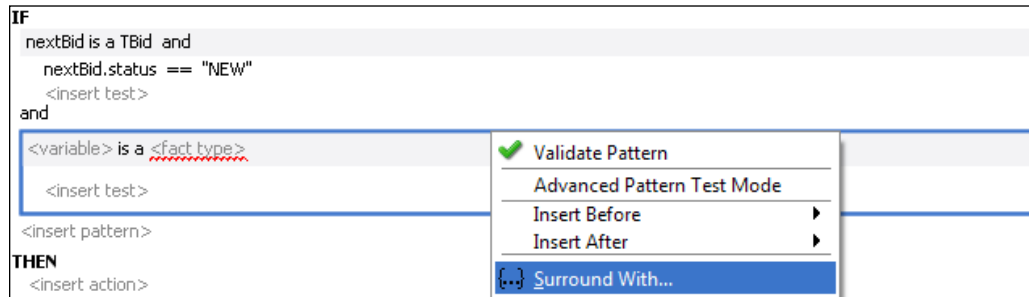 IF
nextBid is a TBid and
nextBid.status == "NEW"
<insert test>
and
<variable> is a <fact type>
<insert test>
<insert pattern>
THEN
<insert action>
Validate Pattern
Advanced Pattern Test Mode
Insert Before
Insert After
{...} Surround With...